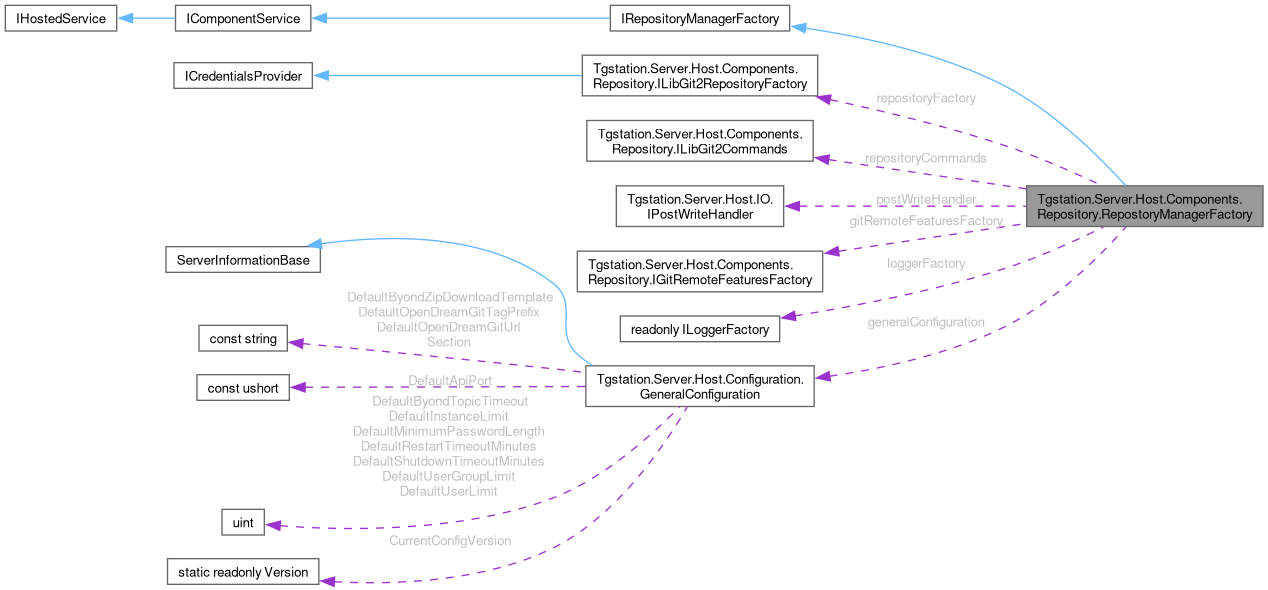 IHostedService
IComponentService
IRepositoryManagerFactory
ICredentialsProvider
Tgstation.Server.Host.Components.
Repository.ILibGit2RepositoryFactory
repositoryFactory
Tgstation.Server.Host.Components.
Repository.ILibGit2Commands
repositoryCommands
Tgstation.Server.Host.IO.
IPostWriteHandler
postWriteHandler
Tgstation.Server.Host.Components.
Repository.RepostoryManagerFactory
gitRemoteFeaturesFactory
ServerInformationBase
Tgstation.Server.Host.Components.
Repository.IGitRemoteFeaturesFactory
loggerFactory
readonly ILoggerFactory
generalConfiguration
DefaultByondZipDownloadTemplate
DefaultOpenDreamGitTagPrefix
DefaultOpenDreamGitUrl
Section
const string
const ushort
DefaultApiPort
Tgstation.Server.Host.Configuration.
GeneralConfiguration
DefaultByondTopicTimeout
DefaultInstanceLimit
DefaultMinimumPasswordLength
DefaultRestartTimeoutMinutes
DefaultShutdownTimeoutMinutes
DefaultUserGroupLimit
DefaultUserLimit
uint
CurrentConfigVersion
static readonly Version